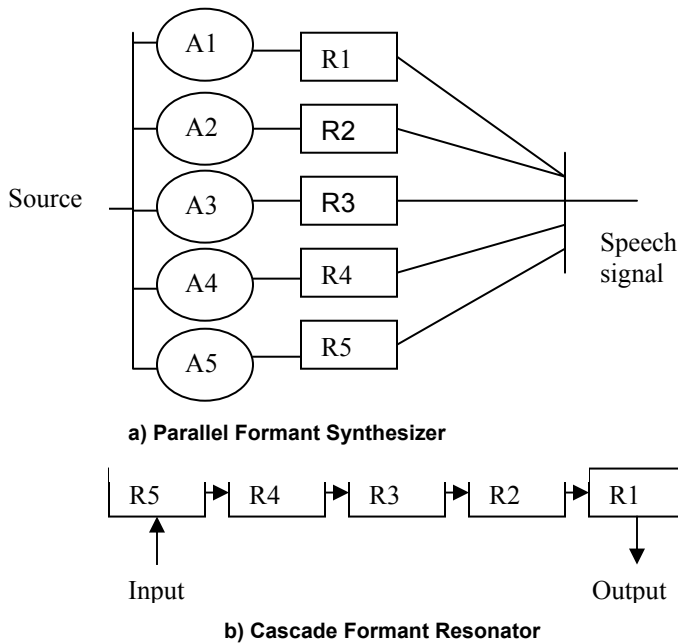 A1
R1
A2
R2
Source
A3
R3
Speech
signal
A4
R4
A5
R5
a) Parallel Formant Synthesizer
R5 R4 R3 R2 R1
Input Output
b) Cascade Formant Resonator